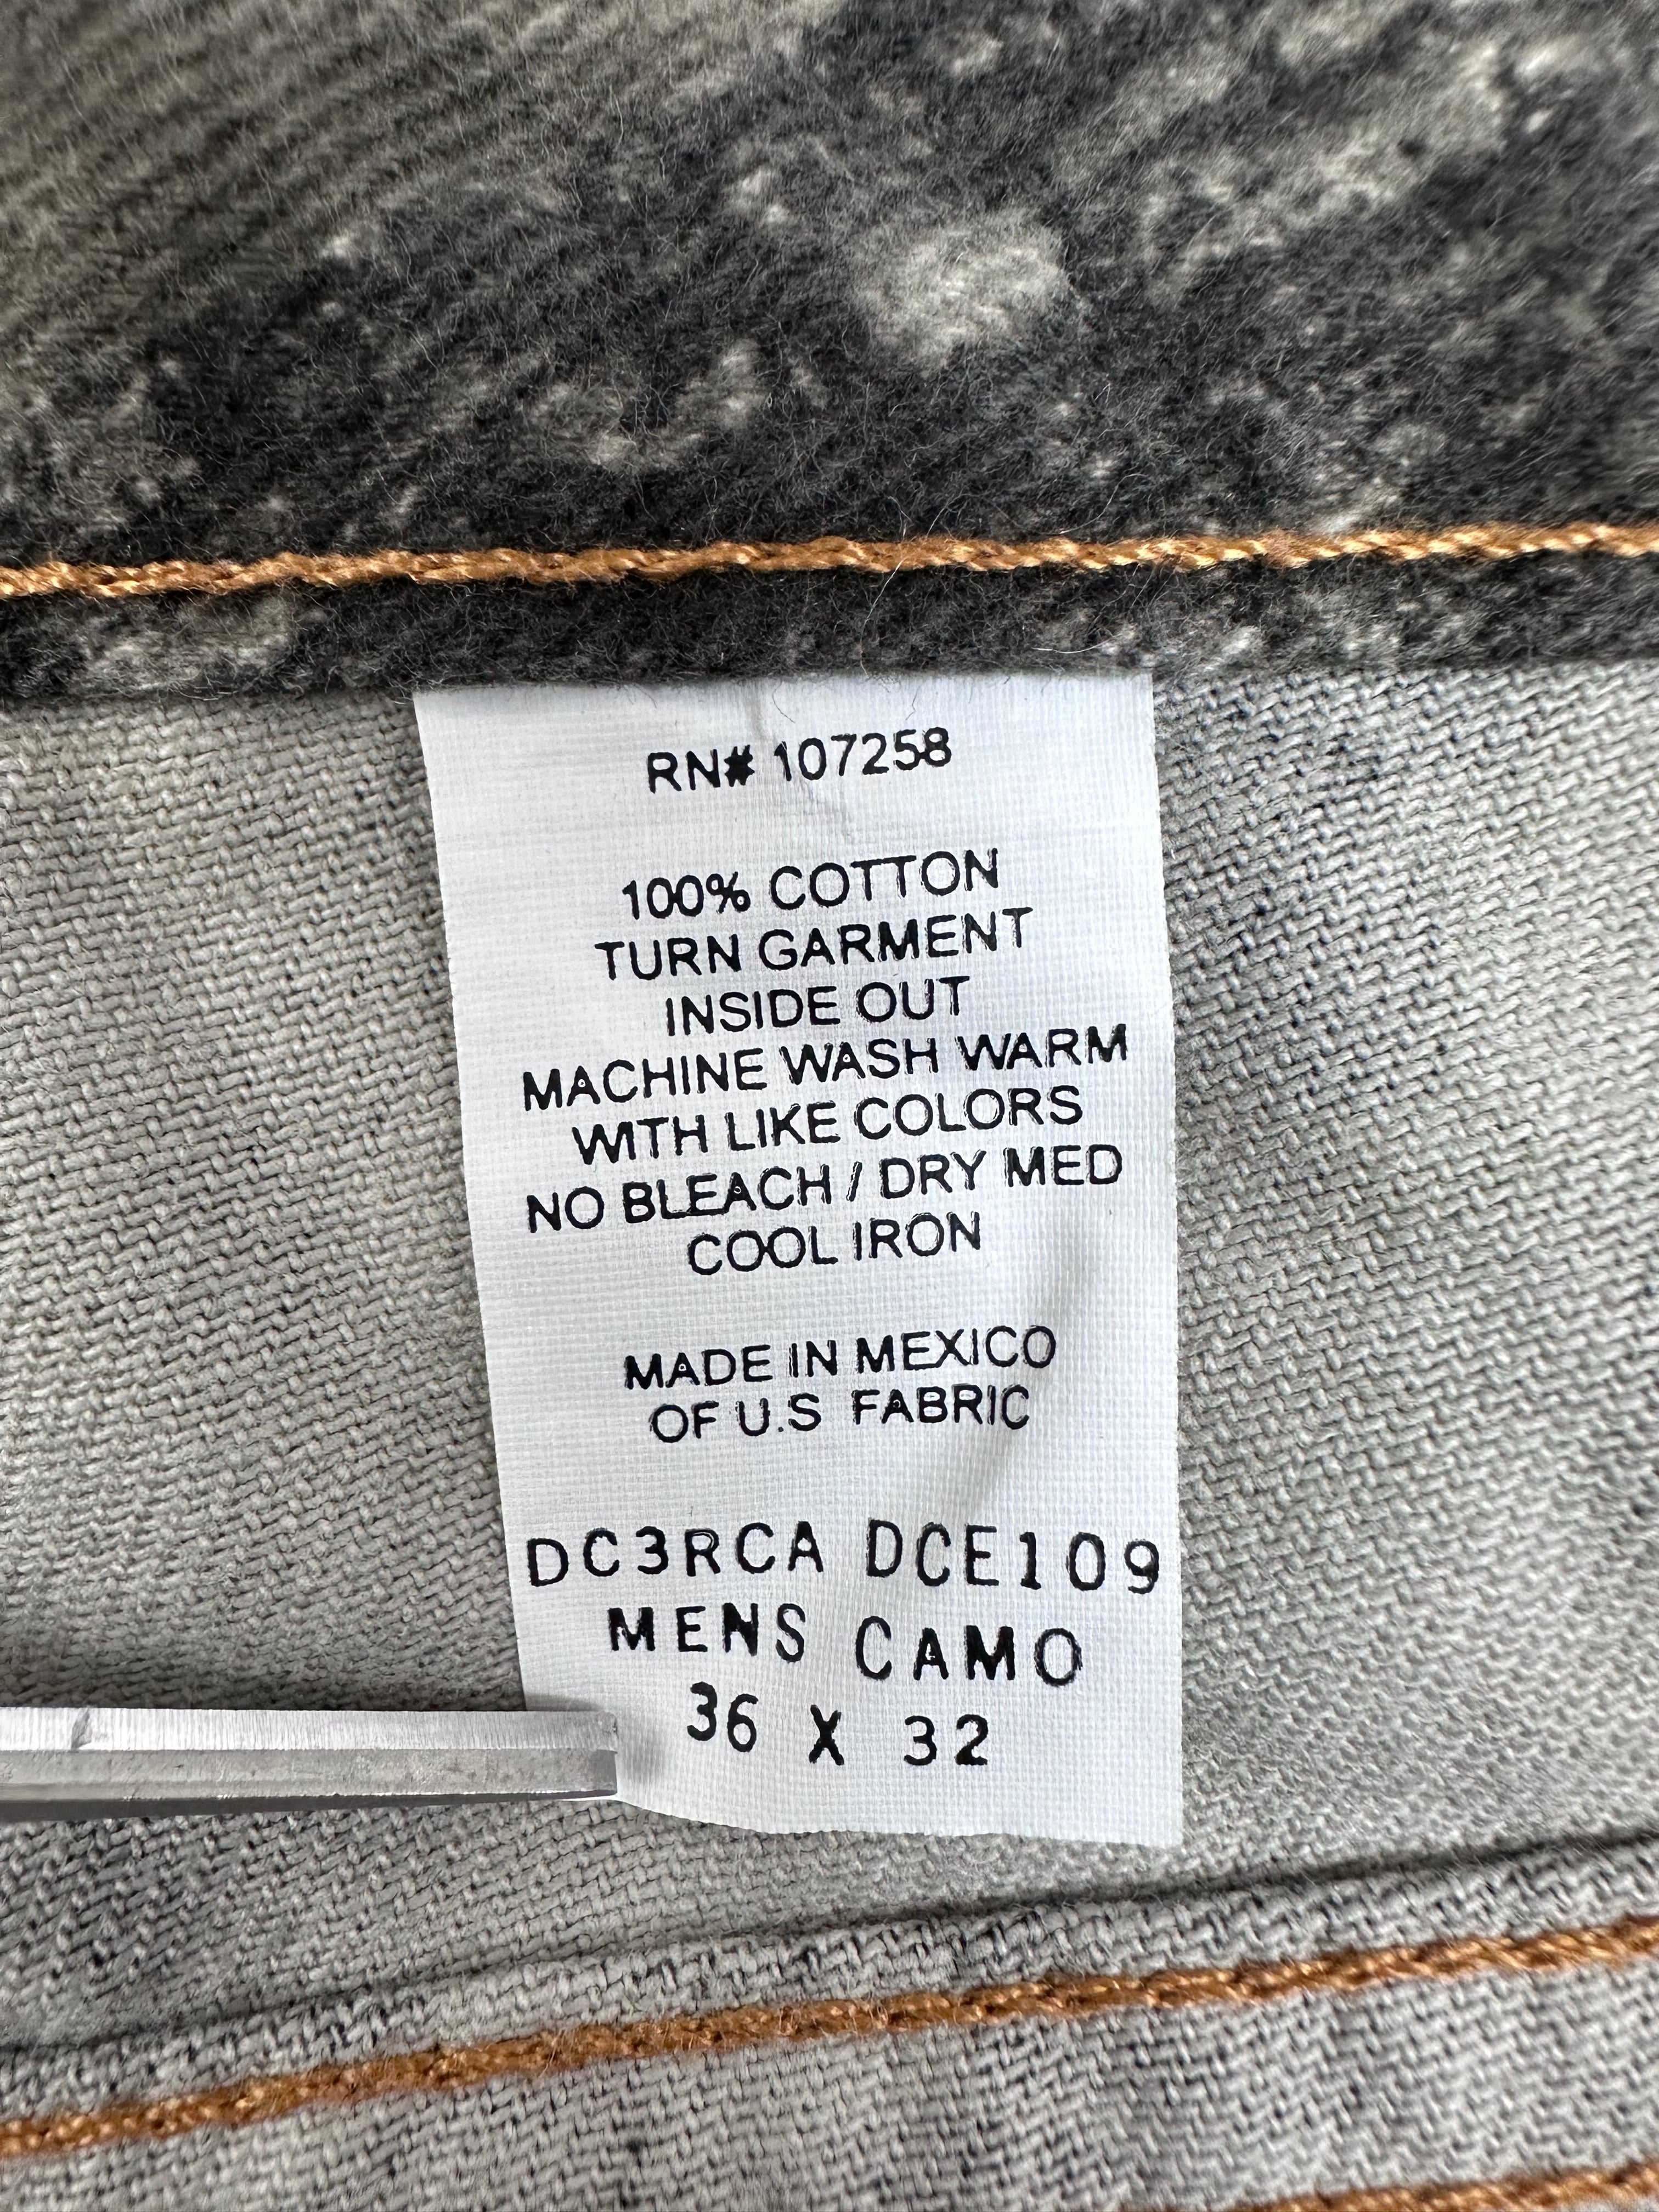 RN# 107258
100% COTTON
TURN GARMENT
INSIDE OUT
MACHINE WASH WARM
WITH LIKE COLORS
NO BLEACH / DRY MED
COOL IRON
MADE IN MEXICO
OF U.S FABRIC
DC3RCA DCE109
MENS CAMO
36 X 32